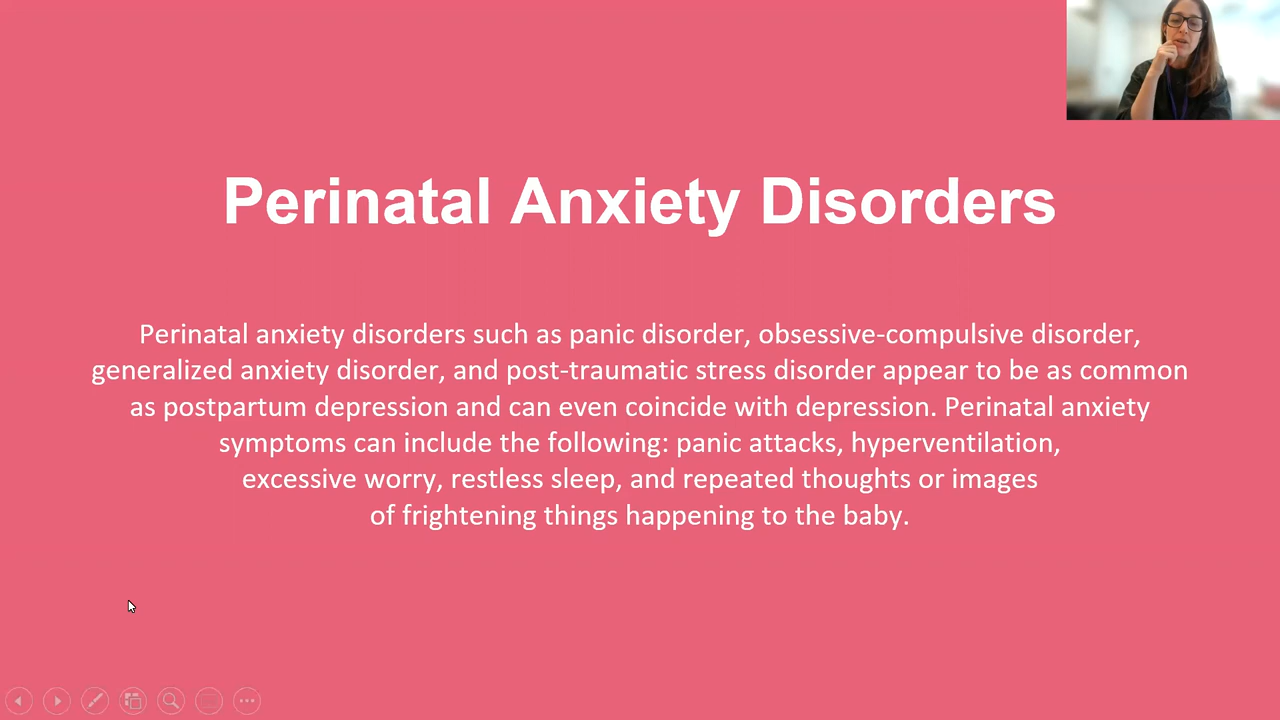 Perinatal Anxiety Disorders
Perinatal anxiety disorders such as panic disorder, obsessive-compulsive disorder,
generalized anxiety disorder, and post-traumatic stress disorder appear to be as common
as postpartum depression and can even coincide with depression. Perinatal anxiety
symptoms can include the following: panic attacks, hyperventilation,
excessive worry, restless sleep, and repeated thoughts or images
of frightening things happening to the baby.